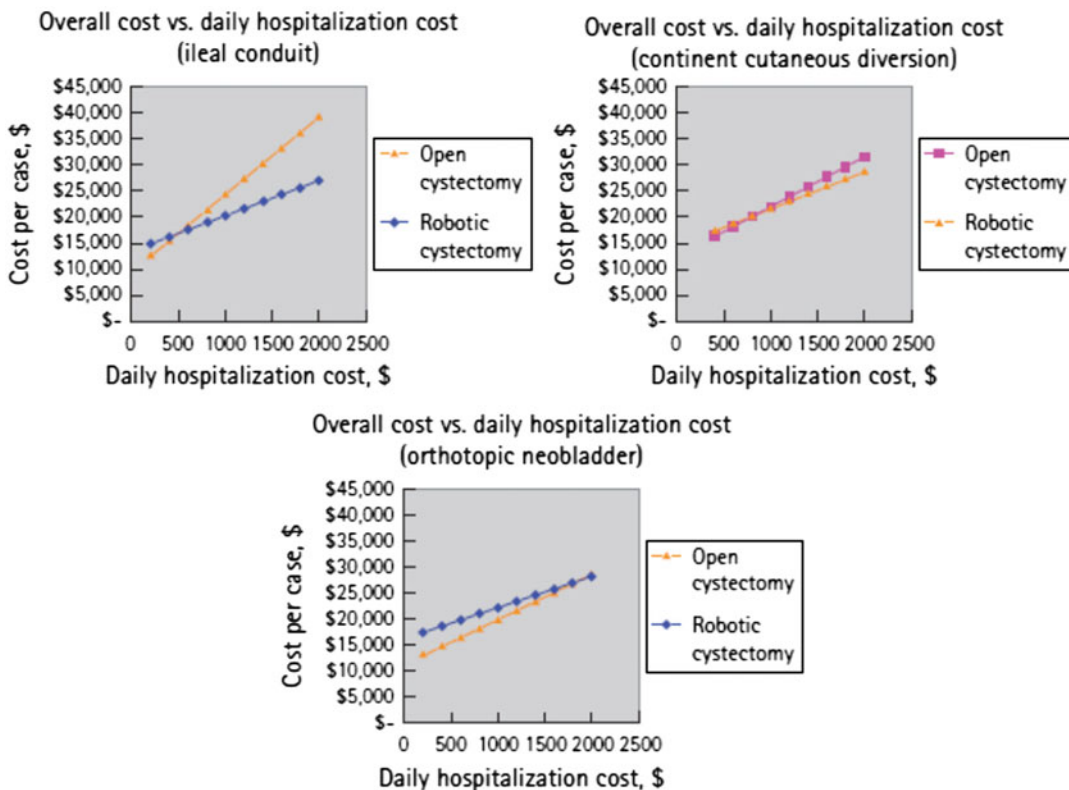 Overall cost vs. daily hospitalization cost
(ileal conduit)
$45,000
$40,000
$35,000
$30,000
$25,000
$20,000
$15,000
$10,000
$5,000
$-
Cost per case, $
0 500 1000 1500 2000 2500
Daily hospitalization cost, $
Open
cystectomy
Robotic
cystectomy
Overall cost vs. daily hospitalization cost
(continent cutaneous diversion)
$45,000
$40,000
$35,000
$30,000
$25,000
$20,000
$15,000
$10,000
$5,000
$-
Cost per case, $
0 500 1000 1500 2000 2500
Daily hospitalization cost, $
Open
cystectomy
Robotic
cystectomy
Overall cost vs. daily hospitalization cost
(orthotopic neobladder)
$45,000
$40,000
$35,000
$30,000
$25,000
$20,000
$15,000
$10,000
$5,000
$-
Cost per case, $
0 500 1000 1500 2000 2500
Daily hospitalization cost, $
Open
cystectomy
Robotic
cystectomy